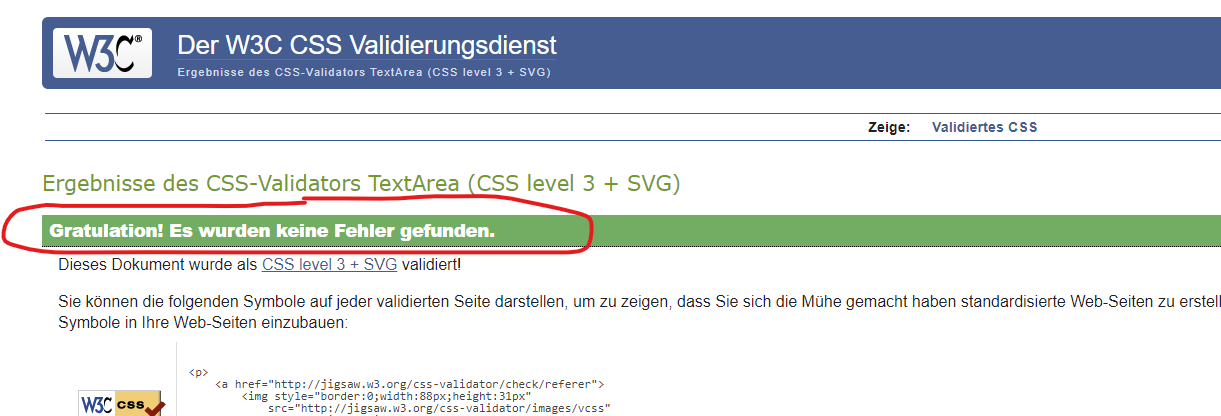 W3C® Der W3C CSS Validierungsdienst
Ergebnisse des CSS-Validators TextArea (CSS level 3 + SVG)
Zeige: Validiertes CSS
Ergebnisse des CSS-Validators TextArea (CSS level 3 + SVG)
Gratulation! Es wurden keine Fehler gefunden.
Dieses Dokument wurde als CSS level 3 + SVG validiert!
Sie können die folgenden Symbole auf jeder validierten Seite darstellen, um zu zeigen, dass Sie sich die Mühe gemacht haben standardisierte Web-Seiten zu erstell
Symbole in Ihre Web-Seiten einzubauen:
<p>
<a href="http://jigsaw.w3.org/css-validator/check/referer">
<img style="border:0;width:88px;height:31px"
W3C css src="http://jigsaw.w3.org/css-validator/images/vcss"